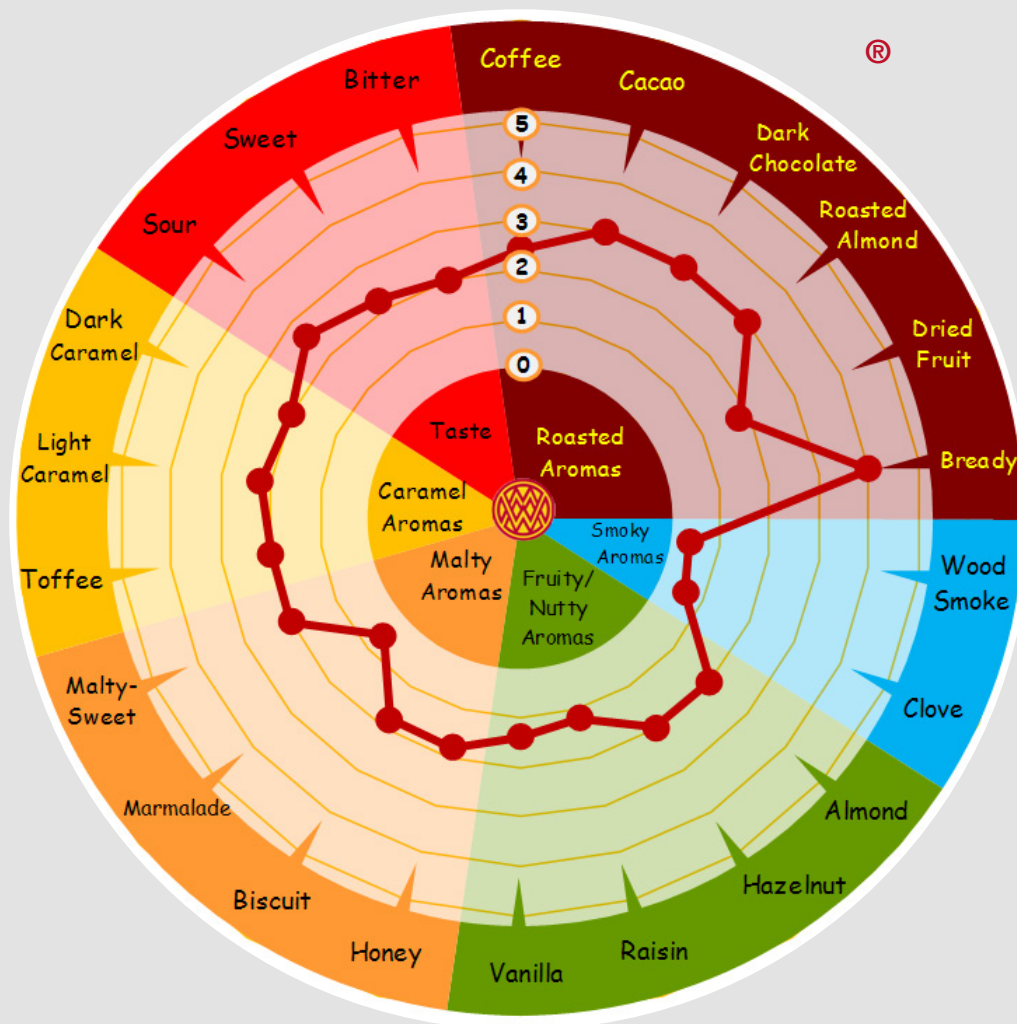 ®
Coffee
Cacao
Dark
Chocolate
Roasted
Almond
Dried
Fruit
Bready
Wood
Smoke
Clove
Almond
Hazelnut
Raisin
Vanilla
Honey
Biscuit
Marmalade
Malty-
Sweet
Toffee
Light
Caramel
Dark
Caramel
Sour
Sweet
Bitter
5
4
3
2
1
0
Taste
Roasted
Aromas
Caramel
Aromas
Smoky
Aromas
Malty
Aromas
Fruity/
Nutty
Aromas